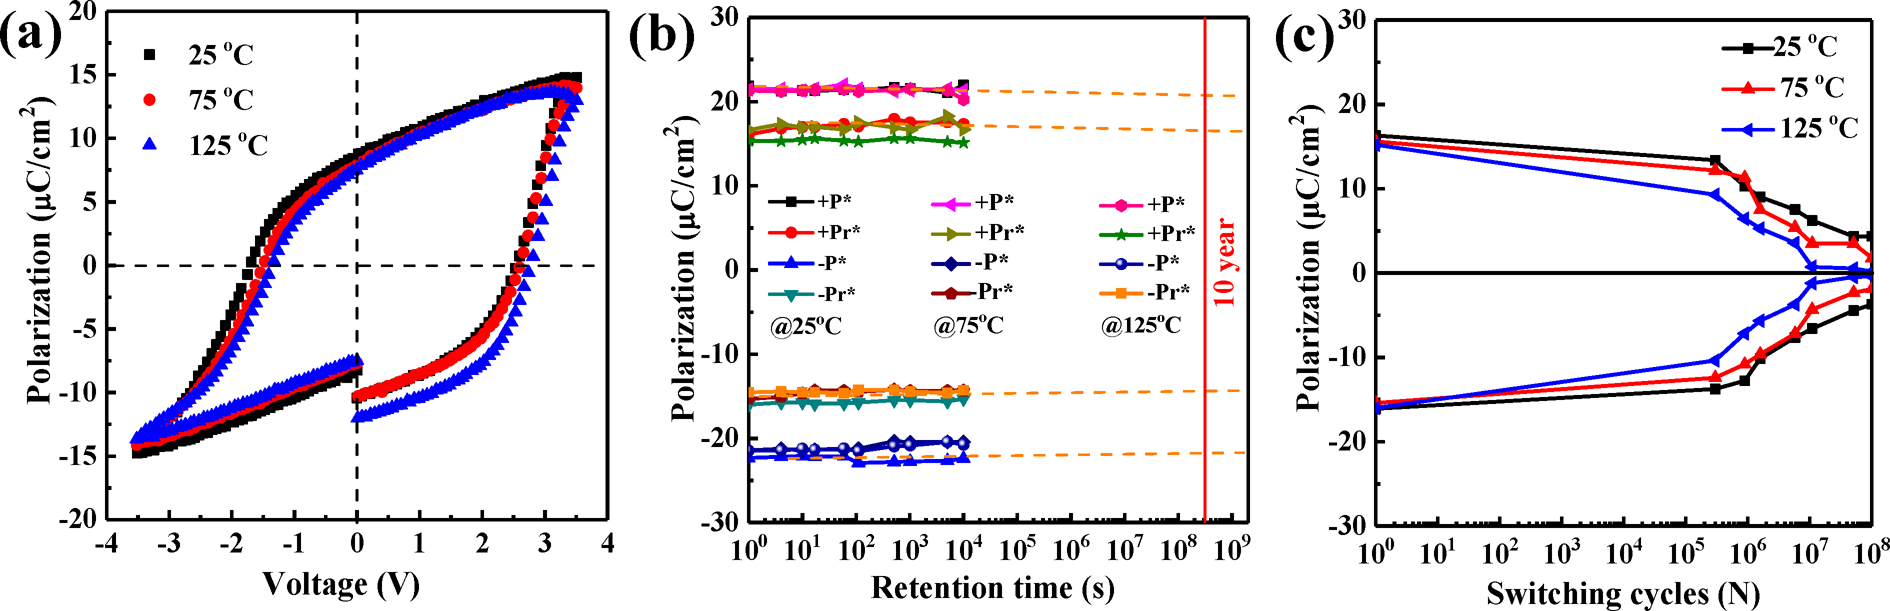 (a)
20
15
10
5
0
-5
-10
-15
-20
Polarization (μC/cm²)
25 °C
75 °C
125 °C
-4 -3 -2 -1 0 1 2 3 4
Voltage (V)
(b)
30
20
10
0
-10
-20
-30
Polarization (μC/cm²)
+P* +P* +P*
+Pr* +Pr* +Pr*
-P* -P* -P*
-Pr* -Pr* -Pr*
@25°C @75°C @125°C
10 year
10⁰ 10¹ 10² 10³ 10⁴ 10⁵ 10⁶ 10⁷ 10⁸ 10⁹
Retention time (s)
(c)
30
20
10
0
-10
-20
-30
Polarization (μC/cm²)
25 °C
75 °C
125 °C
10⁰ 10¹ 10² 10³ 10⁴ 10⁵ 10⁶ 10⁷ 10⁸
Switching cycles (N)